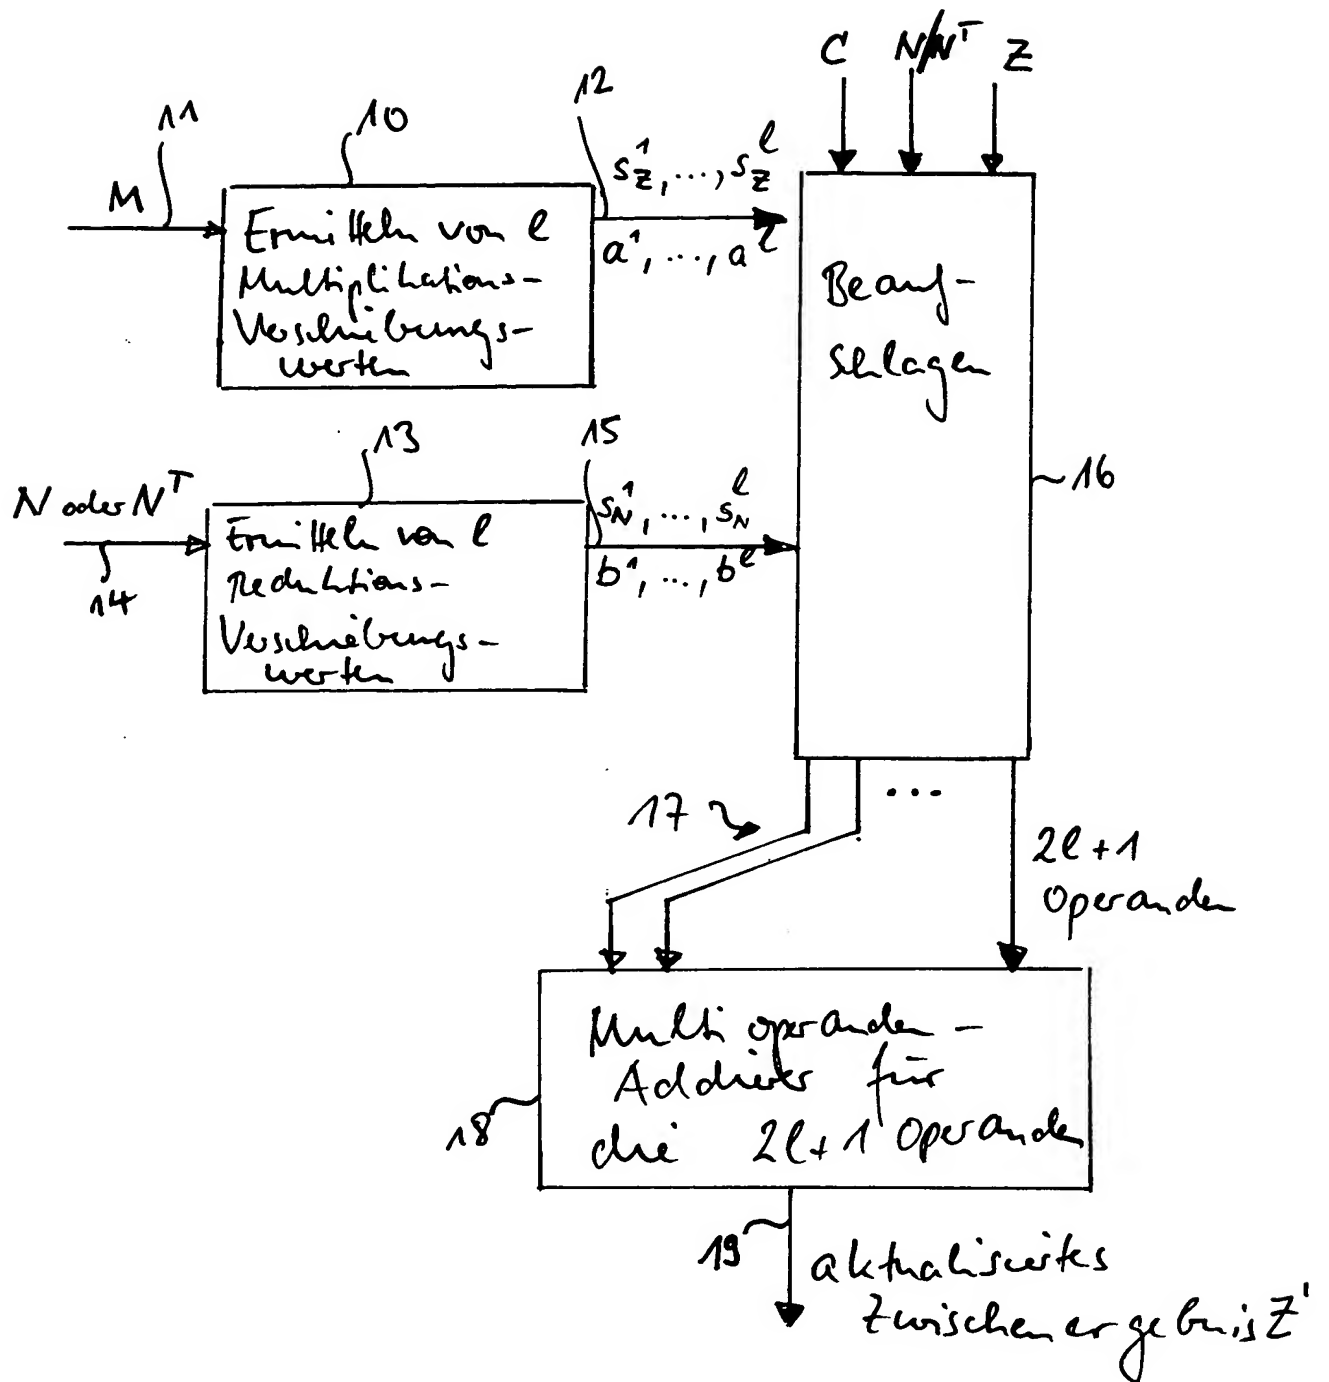 C N/N^T Z
11
10
12
M
s_Z^1, ..., s_Z^l
a^1, ..., a^l
Ermitteln von l
Multiplikations-
Verschiebungs-
werten
Beauf-
schlagen
13
15
16
N oder N^T
14
s_N^1, ..., s_N^l
b^1, ..., b^l
Ermitteln von l
Reduktions-
Verschiebungs-
werten
17
...
2l+1
Operanden
Multi operanden -
Addierer für
die 2l+1 Operanden
18
19
aktualisiertes
Zwischenergebnis Z'